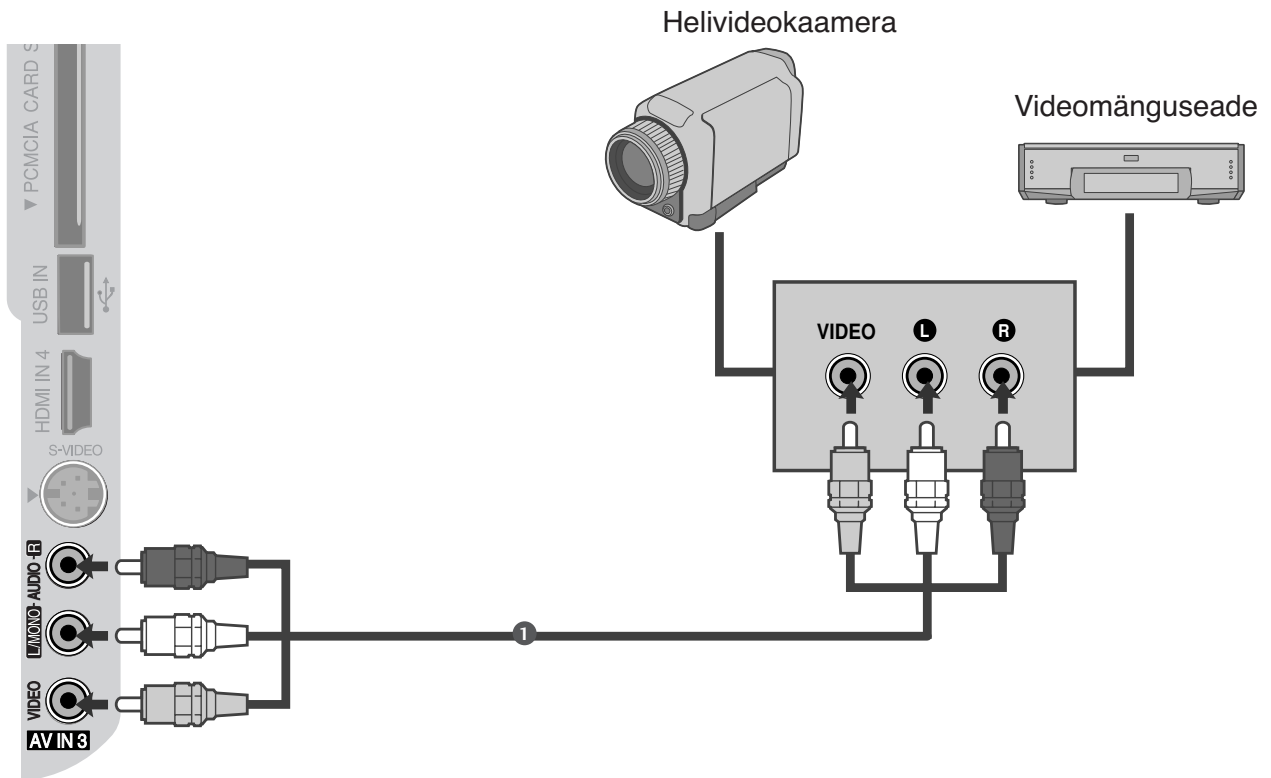 Helivideokaamera
Videomänguseade
▼ PCMCIA CARD S
USB IN
HDMI IN 4
S-VIDEO
L/MONO- AUDIO -R
VIDEO
AV IN 3
VIDEO L R
1